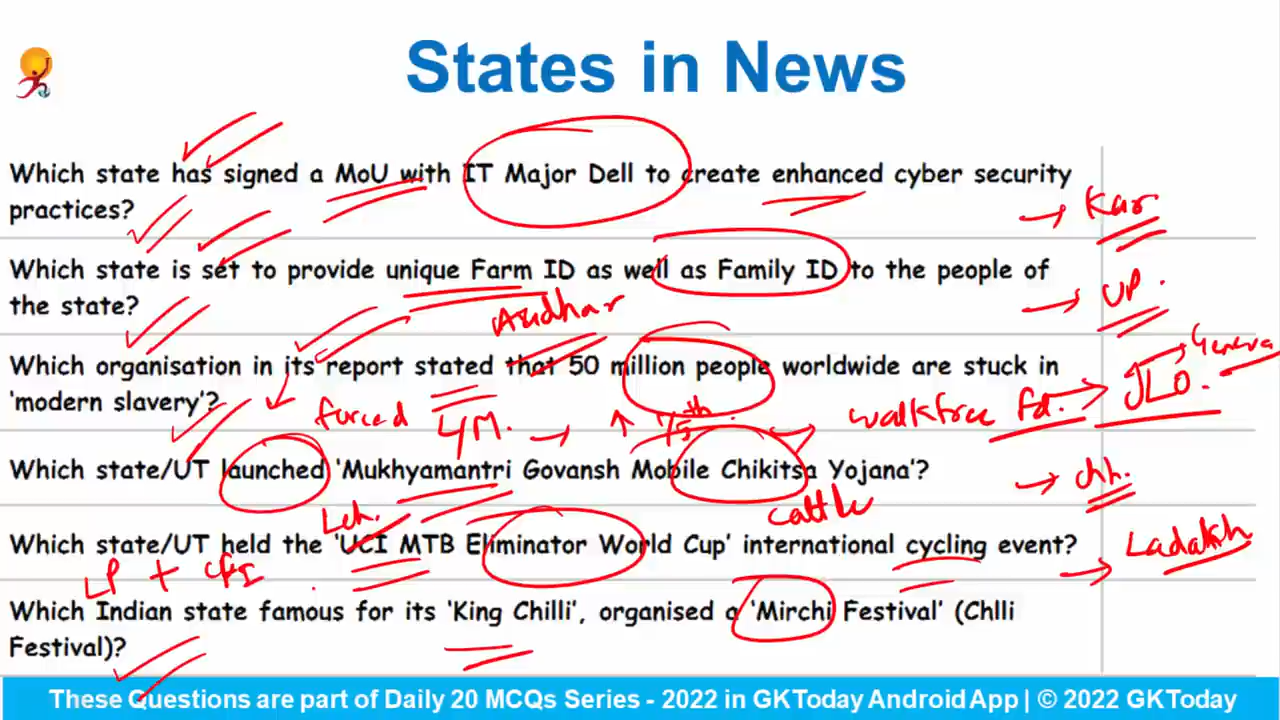 States in News
Which state has signed a MoU with IT Major Dell to create enhanced cyber security
practices?
→ Kar.
Which state is set to provide unique Farm ID as well as Family ID to the people of
the state?
→ UP.
Aadhar
Which organisation in its report stated that 50 million people worldwide are stuck in
'modern slavery'?
Geneva
ILO.
forced
walkfree Fd.
Which state/UT launched 'Mukhyamantri Govansh Mobile Chikitsa Yojana'?
→ chh.
cattle
Leh.
Which state/UT held the 'UCI MTB Eliminator World Cup' international cycling event?
→ Ladakh
LP + CFI
Which Indian state famous for its 'King Chilli', organised a 'Mirchi Festival' (Chlli
Festival)?
These Questions are part of Daily 20 MCQs Series - 2022 in GKToday Android App | © 2022 GKToday